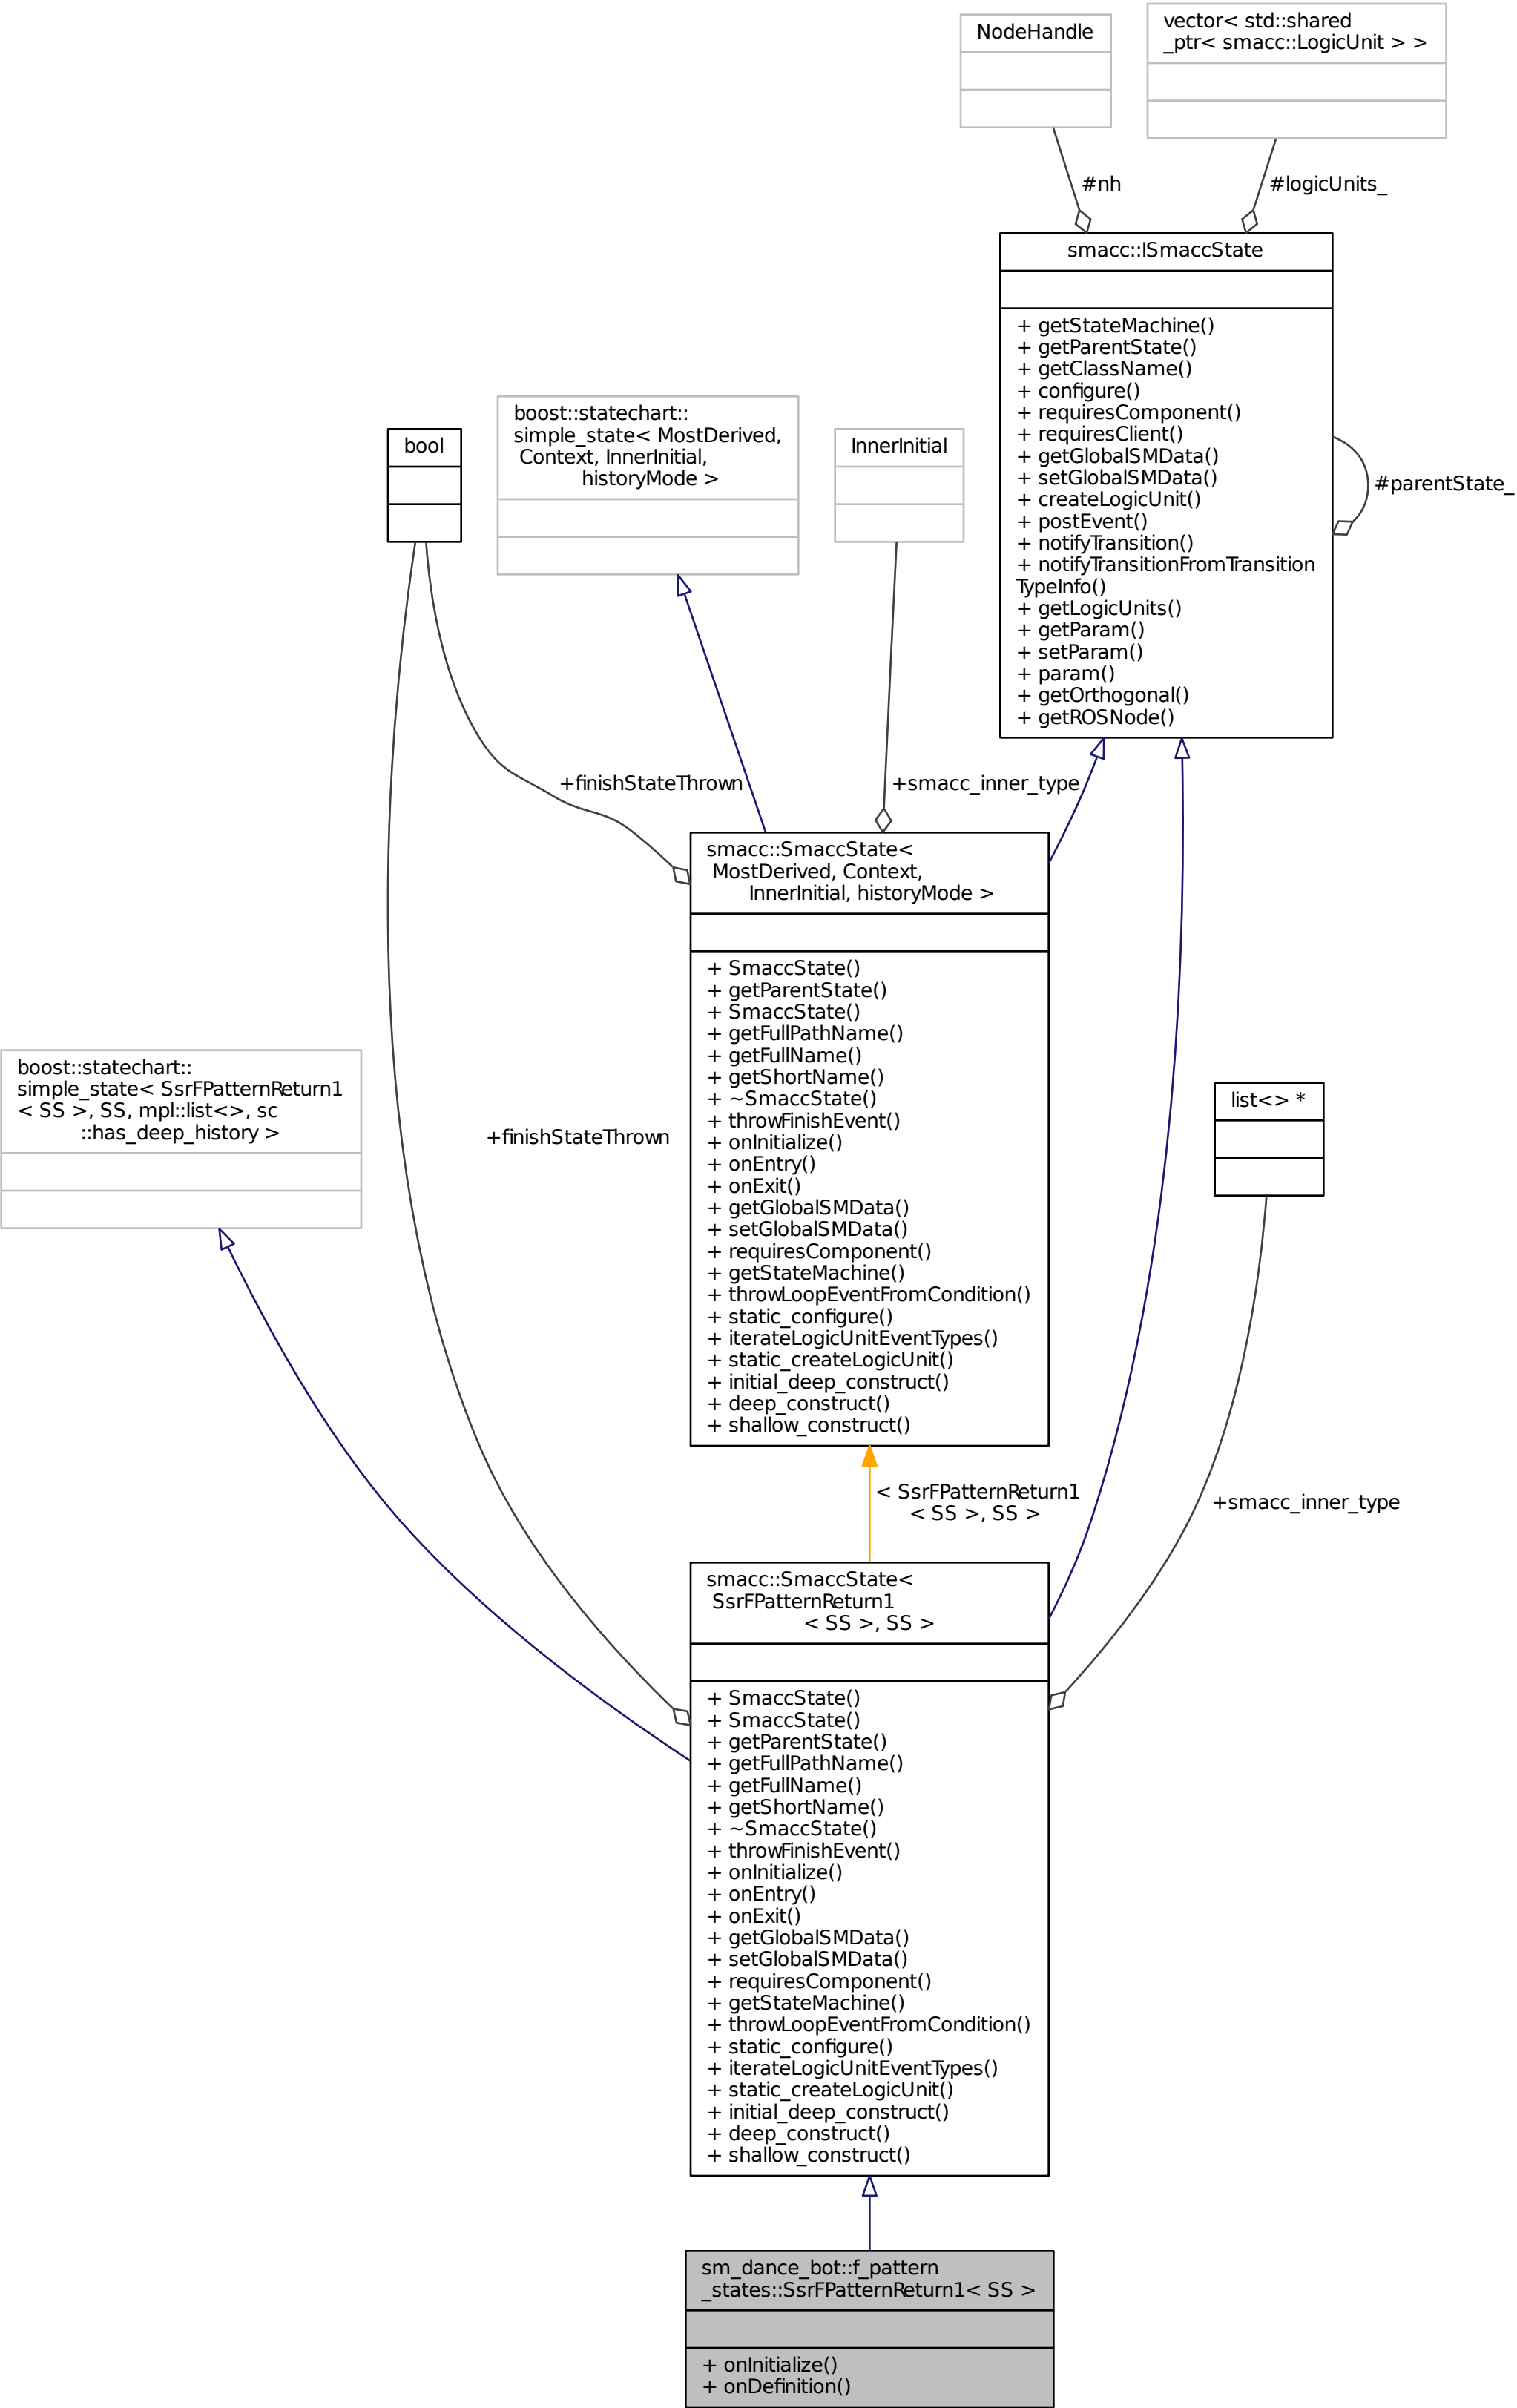 NodeHandle
vector< std::shared
_ptr< smacc::LogicUnit > >
#nh
#logicUnits_
smacc::ISmaccState
+ getStateMachine()
+ getParentState()
+ getClassName()
+ configure()
+ requiresComponent()
+ requiresClient()
+ getGlobalSMData()
+ setGlobalSMData()
+ createLogicUnit()
+ postEvent()
+ notifyTransition()
+ notifyTransitionFromTransition
TypeInfo()
+ getLogicUnits()
+ getParam()
+ setParam()
+ param()
+ getOrthogonal()
+ getROSNode()
#parentState_
bool
boost::statechart::
simple_state< MostDerived,
Context, InnerInitial,
historyMode >
InnerInitial
+finishStateThrown
+smacc_inner_type
smacc::SmaccState<
MostDerived, Context,
InnerInitial, historyMode >
+ SmaccState()
+ getParentState()
+ SmaccState()
+ getFullPathName()
+ getFullName()
+ getShortName()
+ ~SmaccState()
+ throwFinishEvent()
+ onInitialize()
+ onEntry()
+ onExit()
+ getGlobalSMData()
+ setGlobalSMData()
+ requiresComponent()
+ getStateMachine()
+ throwLoopEventFromCondition()
+ static_configure()
+ iterateLogicUnitEventTypes()
+ static_createLogicUnit()
+ initial_deep_construct()
+ deep_construct()
+ shallow_construct()
boost::statechart::
simple_state< SsrFPatternReturn1
< SS >, SS, mpl::list<>, sc
::has_deep_history >
+finishStateThrown
list<> *
< SsrFPatternReturn1
< SS >, SS >
+smacc_inner_type
smacc::SmaccState<
SsrFPatternReturn1
< SS >, SS >
+ SmaccState()
+ SmaccState()
+ getParentState()
+ getFullPathName()
+ getFullName()
+ getShortName()
+ ~SmaccState()
+ throwFinishEvent()
+ onInitialize()
+ onEntry()
+ onExit()
+ getGlobalSMData()
+ setGlobalSMData()
+ requiresComponent()
+ getStateMachine()
+ throwLoopEventFromCondition()
+ static_configure()
+ iterateLogicUnitEventTypes()
+ static_createLogicUnit()
+ initial_deep_construct()
+ deep_construct()
+ shallow_construct()
sm_dance_bot::f_pattern
_states::SsrFPatternReturn1< SS >
+ onInitialize()
+ onDefinition()